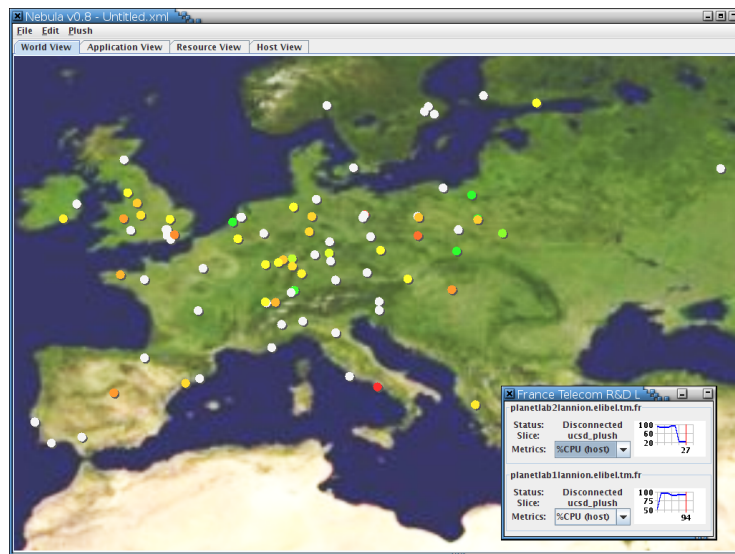 Nebula v0.8 - Untitled.xml
File Edit Plush
World View Application View Resource View Host View
France Telecom R&D L
planetlab2lannion.elibel.tm.fr
Status: Disconnected
Slice: ucsd_plush
Metrics: %CPU (host)
100
60
20
27
planetlab1lannion.elibel.tm.fr
Status: Disconnected
Slice: ucsd_plush
Metrics: %CPU (host)
100
75
50
94